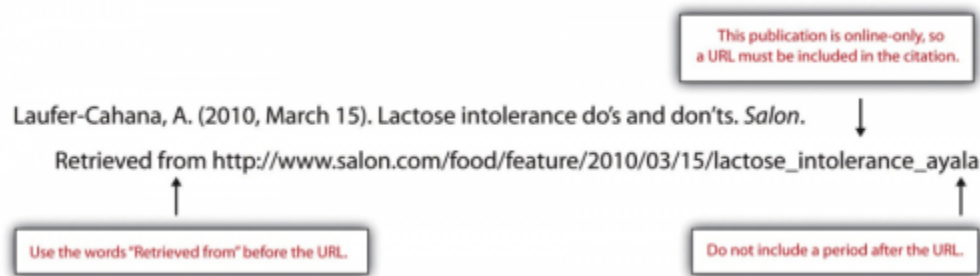 This publication is online-only, so
a URL must be included in the citation.
Laufer-Cahana, A. (2010, March 15). Lactose intolerance do's and don'ts. Salon.
Retrieved from http://www.salon.com/food/feature/2010/03/15/lactose_intolerance_ayala
Use the words "Retrieved from" before the URL.
Do not include a period after the URL.